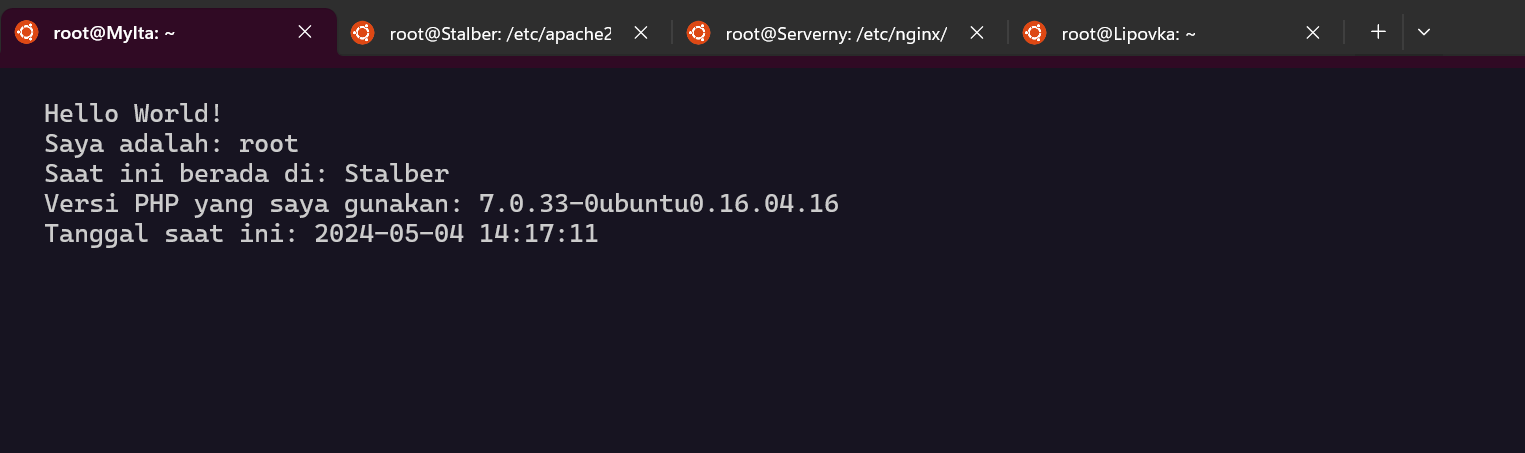 root@Mylta: ~
root@Stalber: /etc/apache2
root@Serverny: /etc/nginx/
root@Lipovka: ~
Hello World!
Saya adalah: root
Saat ini berada di: Stalber
Versi PHP yang saya gunakan: 7.0.33-0ubuntu0.16.04.16
Tanggal saat ini: 2024-05-04 14:17:11